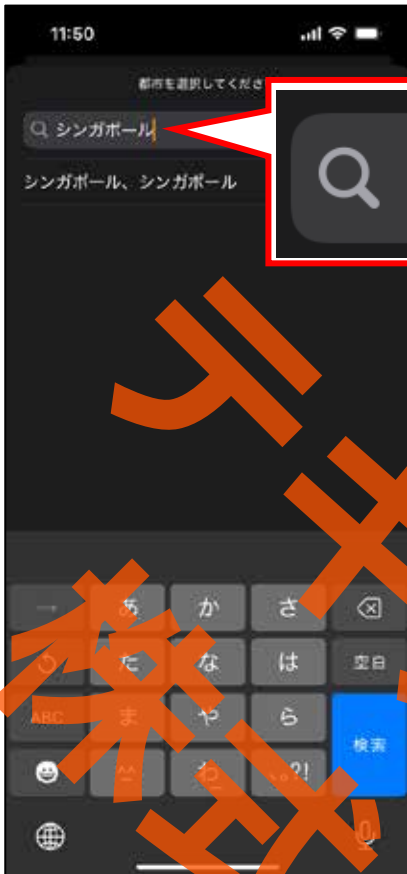 11:50
都市を選択してくださ
シンガポール
シンガポール、シンガポール
→ あ か さ
た な は 空白
ABC ま や ら
検索
^^ わ_ 、。?!